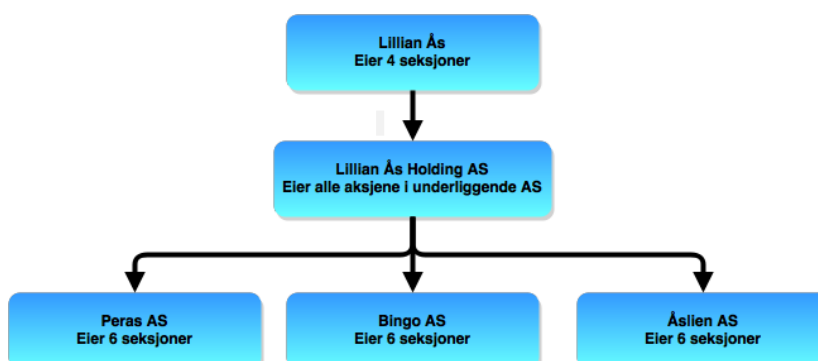 Lillian Ås
Eier 4 seksjoner
Lillian Ås Holding AS
Eier alle aksjene i underliggende AS
Peras AS
Eier 6 seksjoner
Bingo AS
Eier 6 seksjoner
Åslien AS
Eier 6 seksjoner